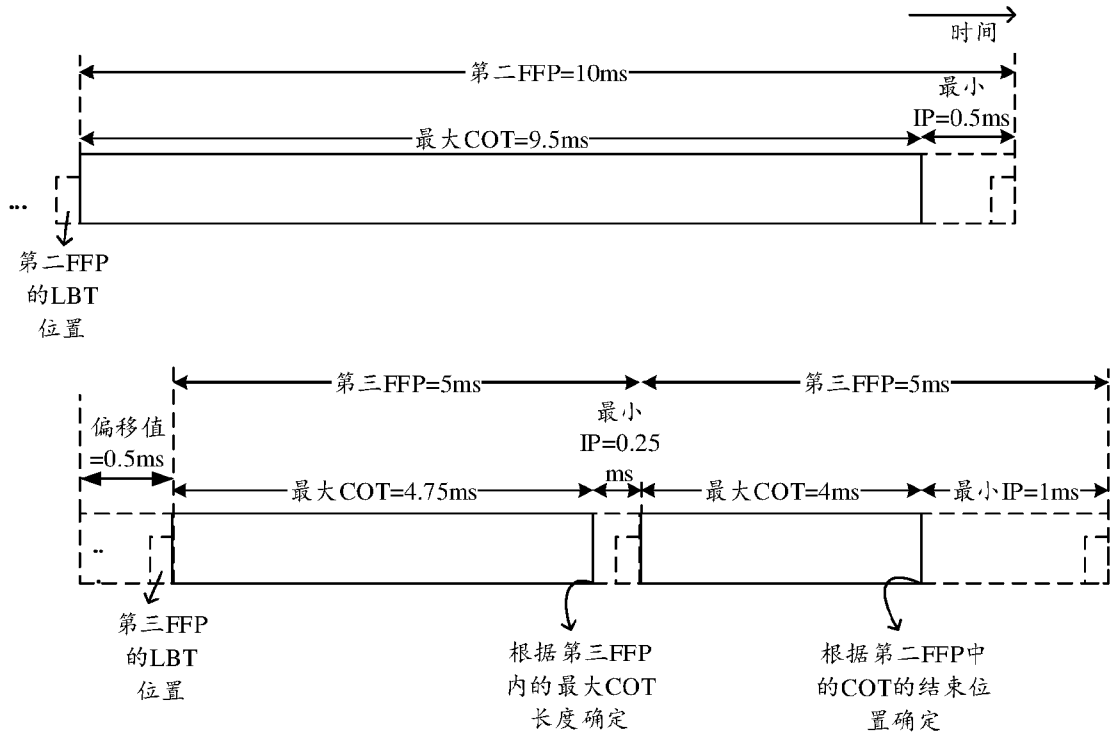 时间
第二FFP=10ms
最小
IP=0.5ms
最大COT=9.5ms
...
第二FFP
的LBT
位置
第三FFP=5ms
第三FFP=5ms
偏移值
=0.5ms
最小
IP=0.25
ms
最大COT=4.75ms
最大COT=4ms
最小IP=1ms
...
第三FFP
的LBT
位置
根据第三FFP
内的最大COT
长度确定
根据第二FFP中
的COT的结束位
置确定